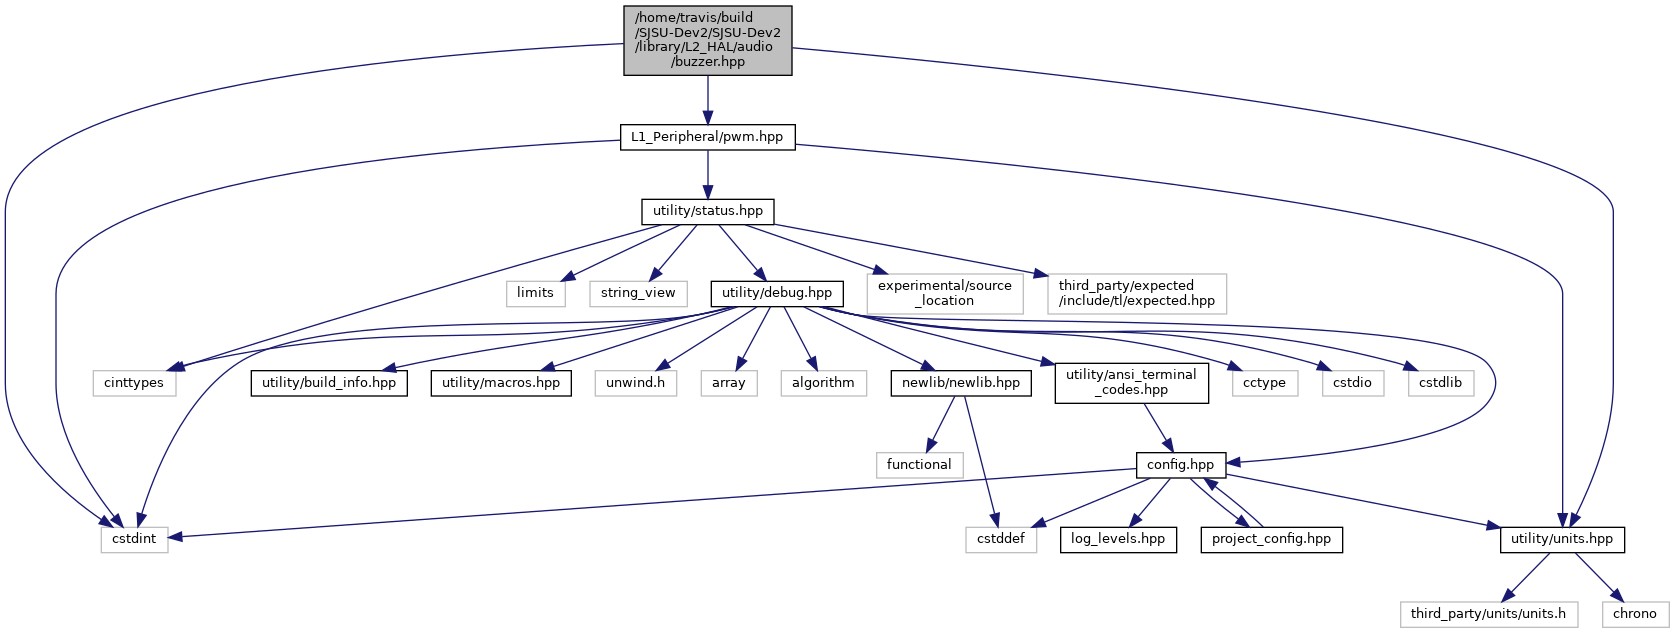 /home/travis/build
/SJSU-Dev2/SJSU-Dev2
/library/L2_HAL/audio
/buzzer.hpp
L1_Peripheral/pwm.hpp
utility/status.hpp
limits
string_view
utility/debug.hpp
experimental/source
_location
third_party/expected
/include/tl/expected.hpp
cinttypes
utility/build_info.hpp
utility/macros.hpp
unwind.h
array
algorithm
newlib/newlib.hpp
utility/ansi_terminal
_codes.hpp
cctype
cstdio
cstdlib
functional
config.hpp
cstdint
cstddef
log_levels.hpp
project_config.hpp
utility/units.hpp
third_party/units/units.h
chrono